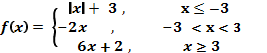 |x| + 3 , x ≤ −3
f(x) = { −2x , −3 < x < 3
6x + 2 , x ≥ 3